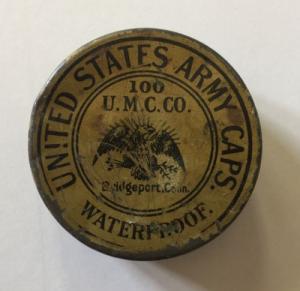 UNITED STATES ARMY CAPS.
100
U.M.C.CO.
Bridgeport, Conn.
WATERPROOF.